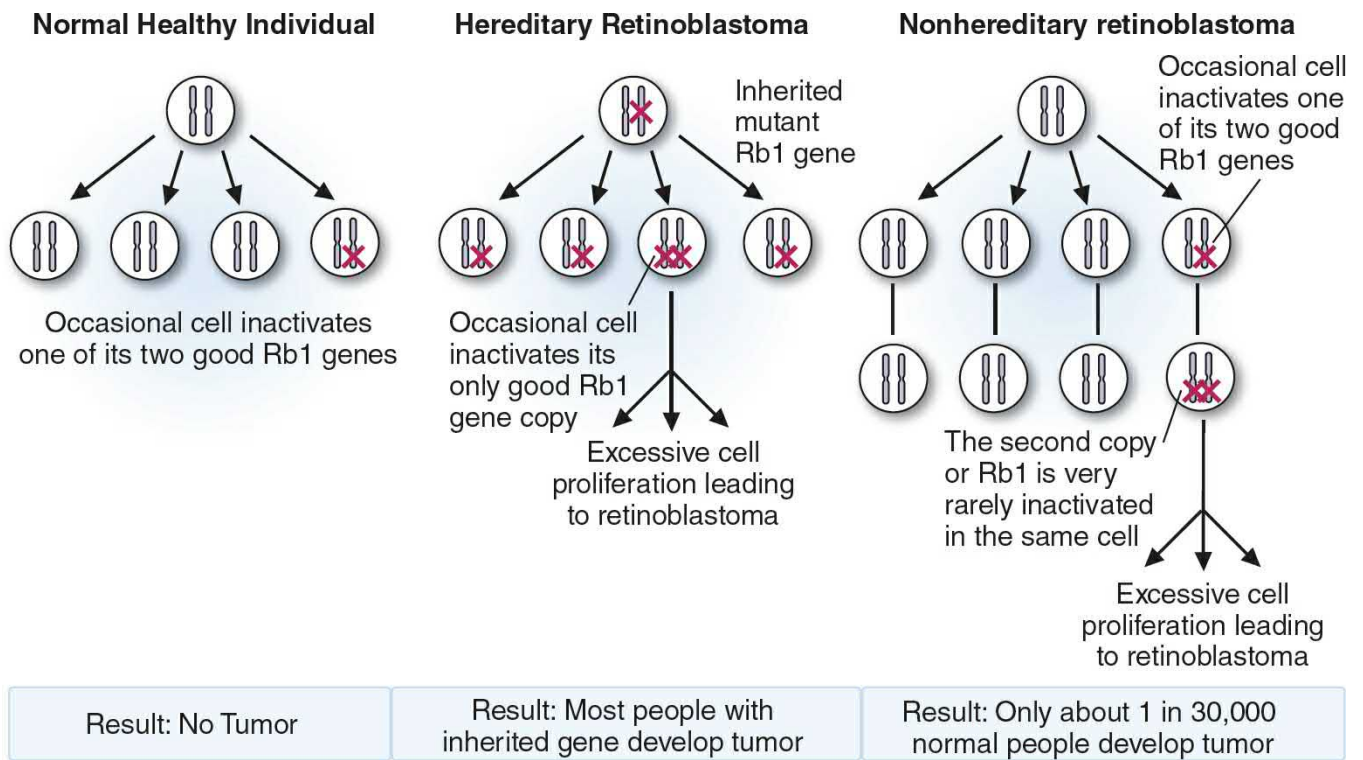 Normal Healthy Individual
Occasional cell inactivates
one of its two good Rb1 genes
Result: No Tumor
Hereditary Retinoblastoma
Inherited
mutant
Rb1 gene
Occasional cell
inactivates its
only good Rb1
gene copy
Excessive cell
proliferation leading
to retinoblastoma
Result: Most people with
inherited gene develop tumor
Nonhereditary retinoblastoma
Occasional cell
inactivates one
of its two good
Rb1 genes
The second copy
or Rb1 is very
rarely inactivated
in the same cell
Excessive cell
proliferation leading
to retinoblastoma
Result: Only about 1 in 30,000
normal people develop tumor